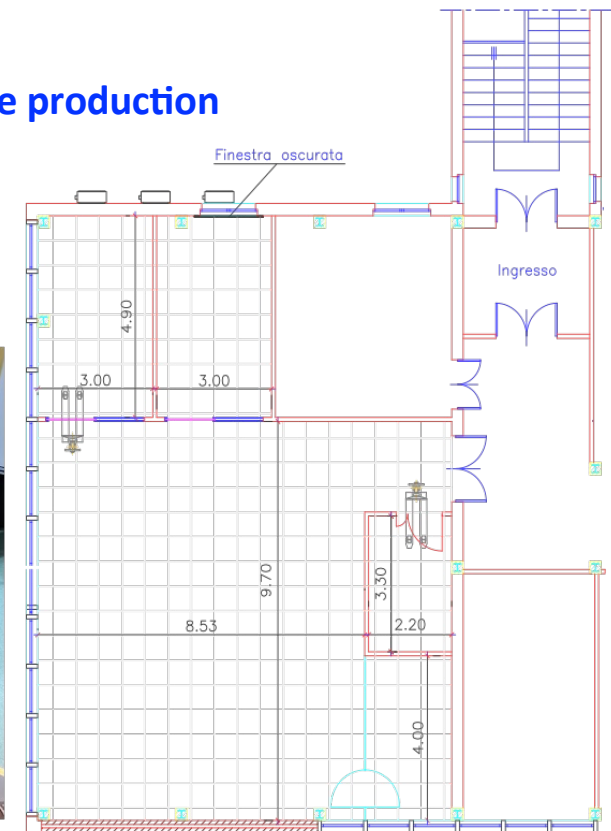 e production
Finestra oscurata
Ingresso
4.90
3.00
3.00
9.70
3.30
8.53
2.20
4.00